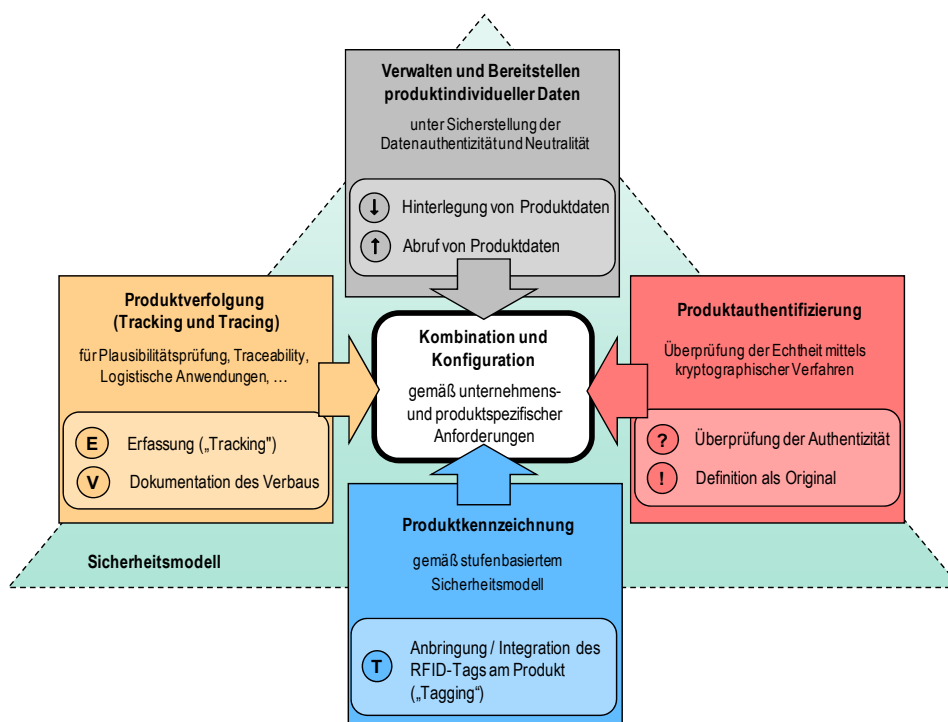 Verwalten und Bereitstellen
produktindividueller Daten
unter Sicherstellung der
Datenauthentizität und Neutralität
↓ Hinterlegung von Produktdaten
↑ Abruf von Produktdaten
Produktverfolgung
(Tracking und Tracing)
für Plausibilitätsprüfung, Traceability,
Logistische Anwendungen, …
E Erfassung („Tracking")
V Dokumentation des Verbaus
Kombination und
Konfiguration
gemäß unternehmens-
und produktspezifischer
Anforderungen
Produktauthentifizierung
Überprüfung der Echtheit mittels
kryptographischer Verfahren
? Überprüfung der Authentizität
! Definition als Original
Produktkennzeichnung
gemäß stufenbasiertem
Sicherheitsmodell
T Anbringung / Integration des
RFID-Tags am Produkt
(„Tagging“)
Sicherheitsmodell